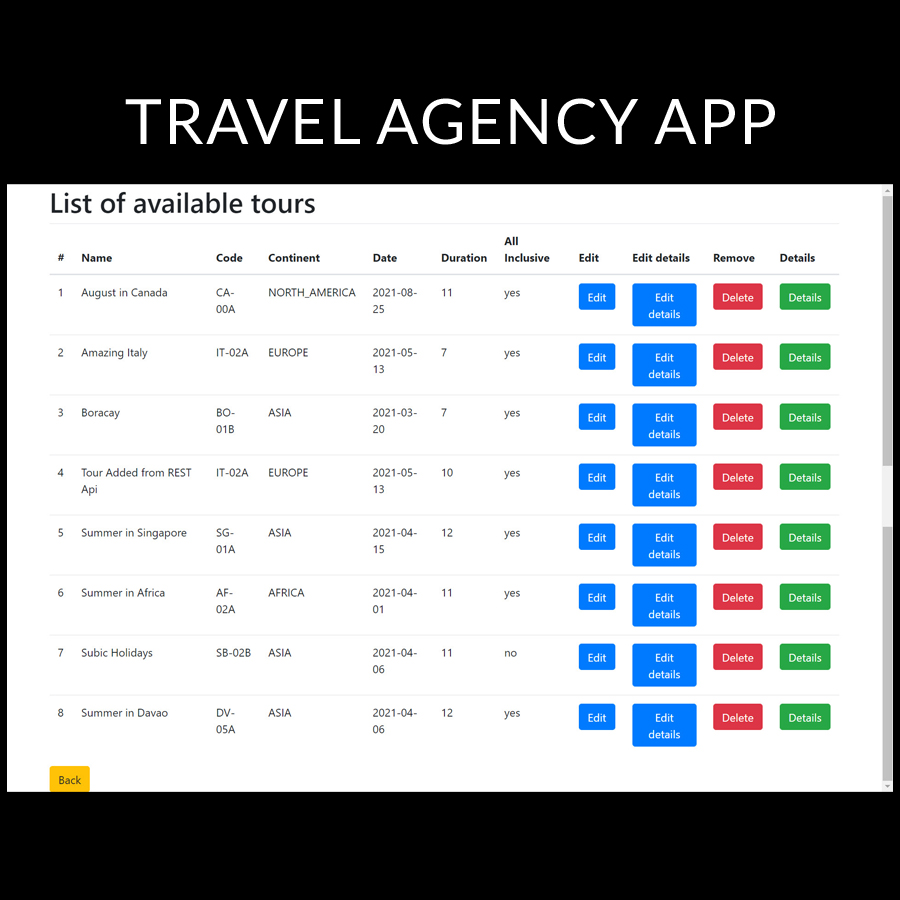 TRAVEL AGENCY APP
List of available tours
# Name Code Continent Date Duration All Inclusive Edit Edit details Remove Details
1 August in Canada CA-00A NORTH_AMERICA 2021-08-25 11 yes Edit Edit details Delete Details
2 Amazing Italy IT-02A EUROPE 2021-05-13 7 yes Edit Edit details Delete Details
3 Boracay BO-01B ASIA 2021-03-20 7 yes Edit Edit details Delete Details
4 Tour Added from REST Api IT-02A EUROPE 2021-05-13 10 yes Edit Edit details Delete Details
5 Summer in Singapore SG-01A ASIA 2021-04-15 12 yes Edit Edit details Delete Details
6 Summer in Africa AF-02A AFRICA 2021-04-01 11 yes Edit Edit details Delete Details
7 Subic Holidays SB-02B ASIA 2021-04-06 11 no Edit Edit details Delete Details
8 Summer in Davao DV-05A ASIA 2021-04-06 12 yes Edit Edit details Delete Details
Back